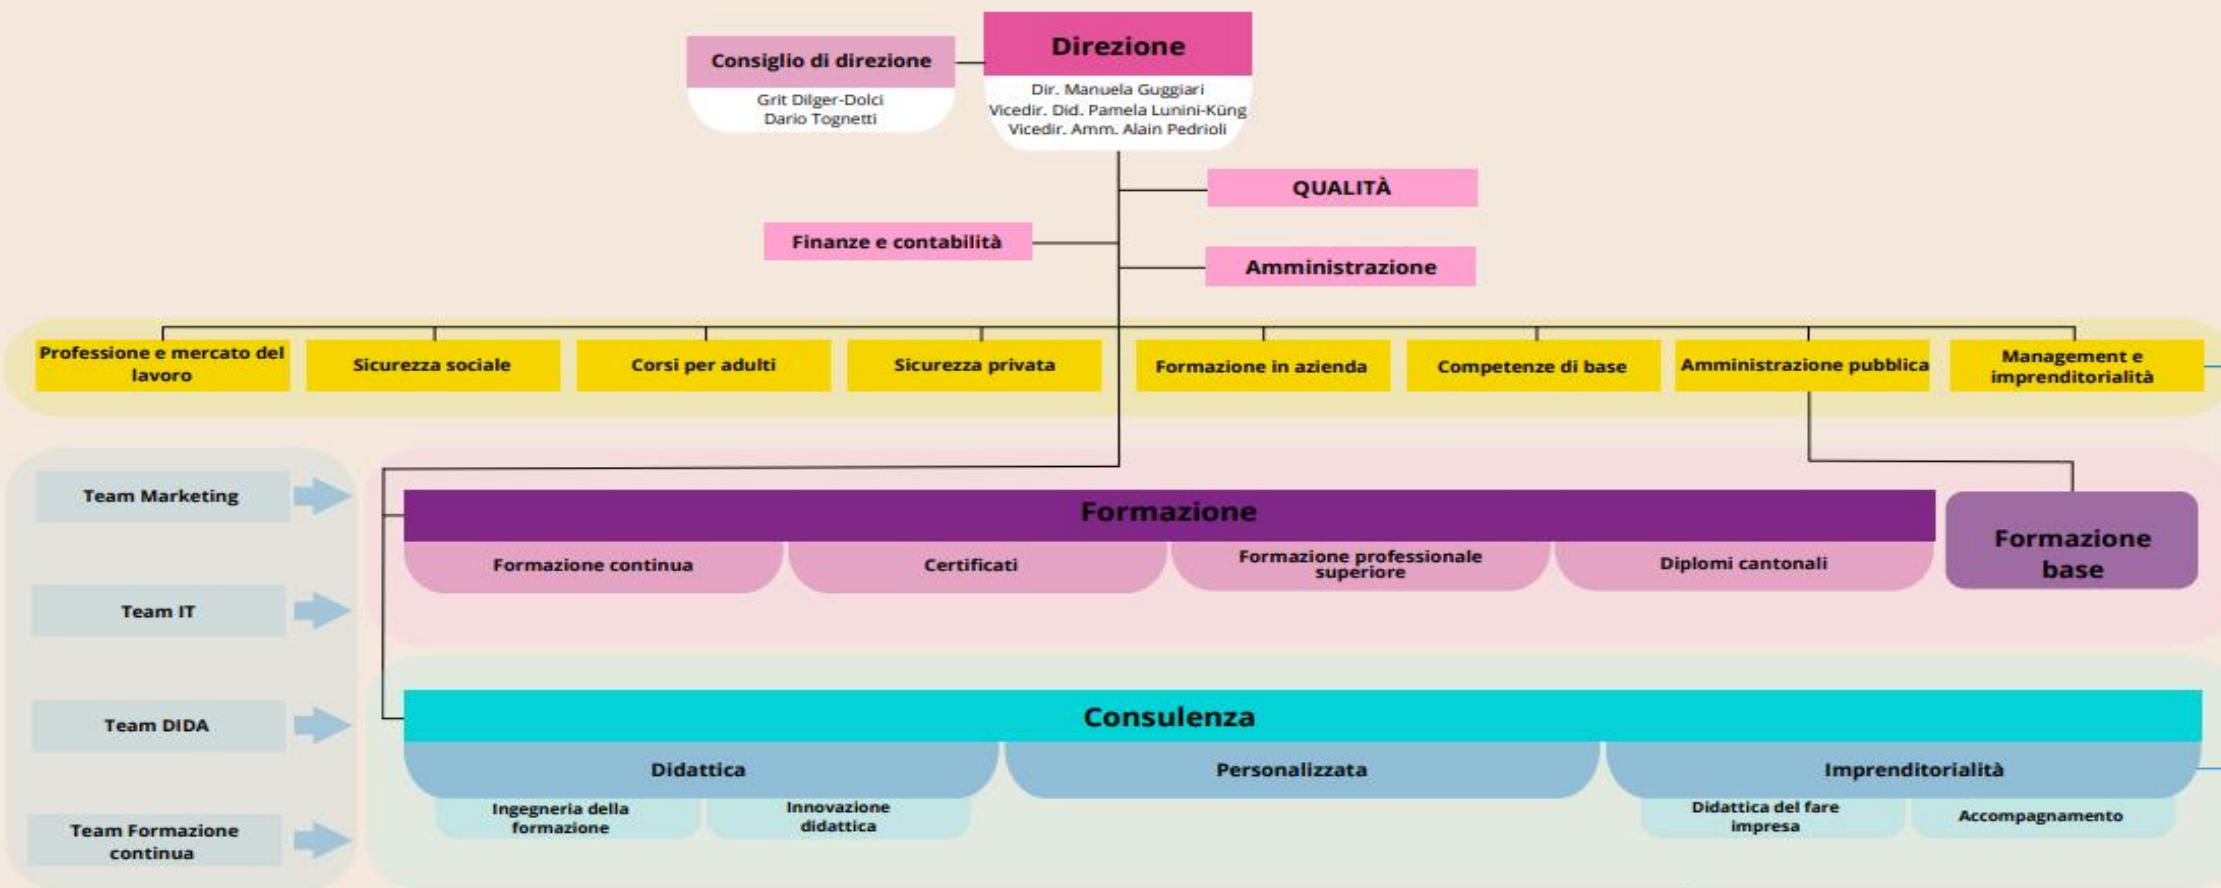 Direzione
Consiglio di direzione
Dir. Manuela Guggiari
Vicedir. Did. Pamela Lunini-Küng
Vicedir. Amm. Alain Pedrioli
Grit Dilger-Dolci
Dario Tognetti
QUALITÀ
Finanze e contabilità
Amministrazione
Professione e mercato del
lavoro
Sicurezza sociale
Corsi per adulti
Sicurezza privata
Formazione in azienda
Competenze di base
Amministrazione pubblica
Management e
imprenditorialità
Team Marketing
Team IT
Team DIDA
Team Formazione
continua
Formazione
Formazione continua
Certificati
Formazione professionale
superiore
Diplomi cantonali
Formazione
base
Consulenza
Didattica
Personalizzata
Imprenditorialità
Ingegneria della
formazione
Innovazione
didattica
Didattica del fare
impresa
Accompagnamento